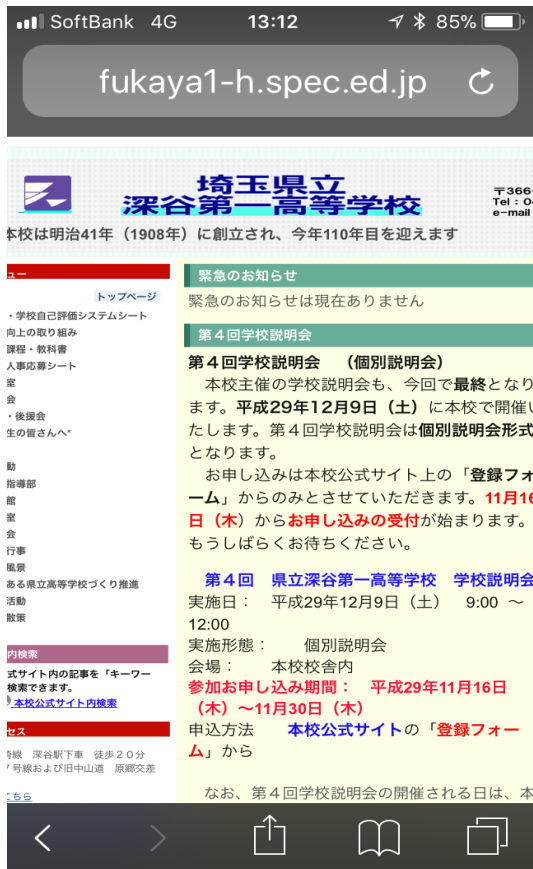 SoftBank 4G 13:12 85%
fukaya1-h.spec.ed.jp
埼玉県立
深谷第一高等学校
〒366
Tel：0
e-mail
本校は明治41年（1908年）に創立され、今年110年目を迎えます
ュー
トップページ
・学校自己評価システムシート
向上の取り組み
課程・教科書
人事応募シート
室
会
・後援会
生の皆さんへ*
動
指導部
館
室
会
行事
風景
ある県立高等学校づくり推進
活動
散策
内検索
式サイト内の記事を「キーワー
検索できます。
本校公式サイト内検索
セス
線 深谷駅下車 徒歩２０分
号線および旧中山道 原郷交差
こちら
緊急のお知らせ
緊急のお知らせは現在ありません
第４回学校説明会
第４回学校説明会 （個別説明会）
本校主催の学校説明会も、今回で最終となり
ます。平成29年12月9日（土）に本校で開催い
たします。第４回学校説明会は個別説明会形式
となります。
お申し込みは本校公式サイト上の「登録フォ
ーム」からのみとさせていただきます。11月16
日（木）からお申し込みの受付が始まります。
もうしばらくお待ちください。
第４回 県立深谷第一高等学校 学校説明会
実施日： 平成29年12月9日（土） 9:00 ～
12:00
実施形態： 個別説明会
会場： 本校校舎内
参加お申し込み期間： 平成29年11月16日
（木）～11月30日（木）
申込方法 本校公式サイトの「登録フォー
ム」から
なお、第４回学校説明会の開催される日は、本